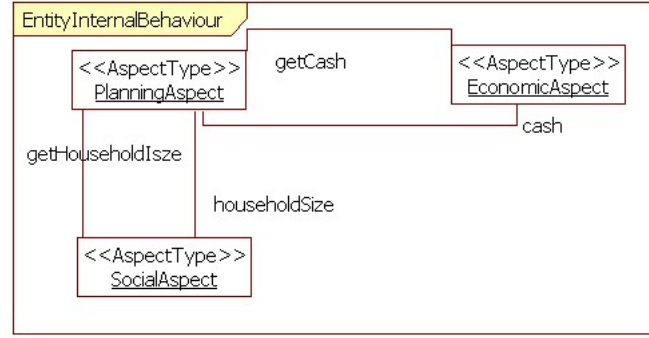 EntityInternalBehaviour
<<AspectType>>
PlanningAspect
getCash
<<AspectType>>
EconomicAspect
cash
getHouseholdIsze
householdSize
<<AspectType>>
SocialAspect